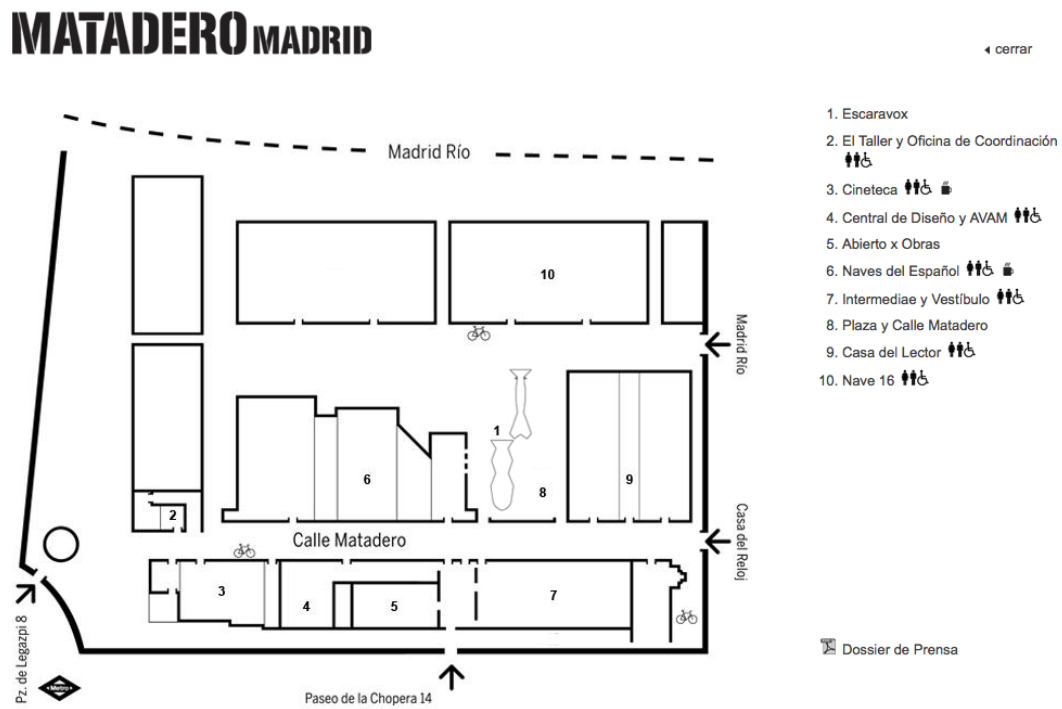 MATADERO MADRID
cerrar
Madrid Río
10
Madrid Río
1
6
8
9
2
Calle Matadero
Casa del Reloj
3
4
5
7
Pz. de Legazpi 8
Metro
Paseo de la Chopera 14
1. Escaravox
2. El Taller y Oficina de Coordinación
3. Cineteca
4. Central de Diseño y AVAM
5. Abierto x Obras
6. Naves del Español
7. Intermediae y Vestíbulo
8. Plaza y Calle Matadero
9. Casa del Lector
10. Nave 16
Dossier de Prensa